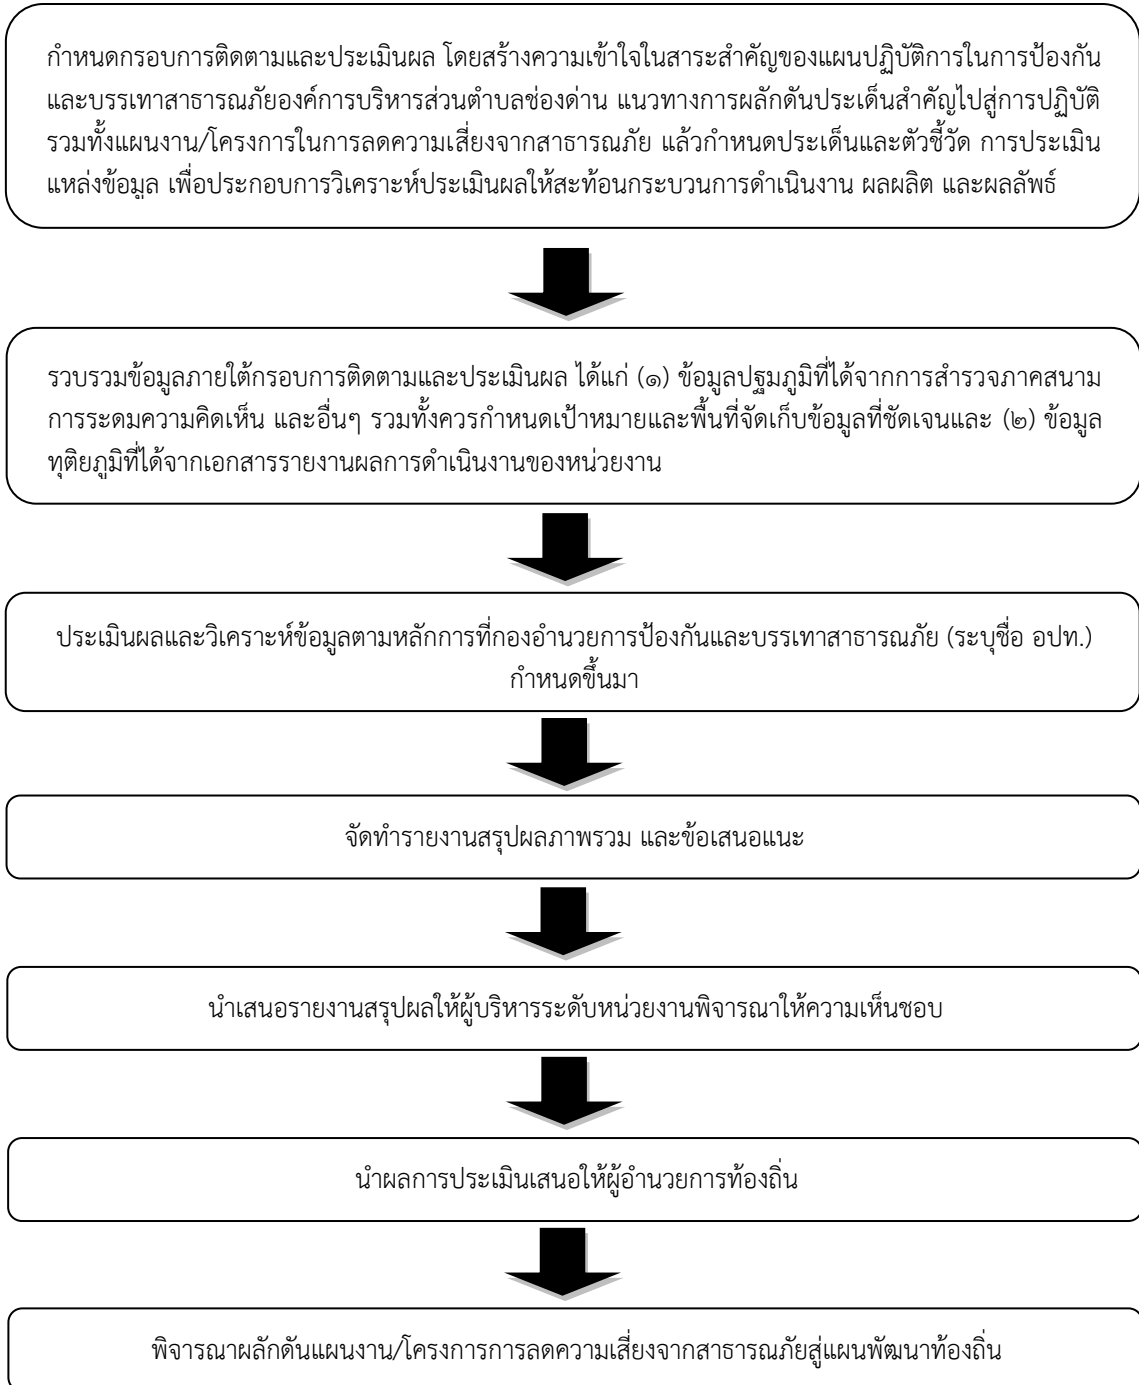 กำหนดกรอบการติดตามและประเมินผล โดยสร้างความเข้าใจในสาระสำคัญของแผนปฏิบัติการในการป้องกัน
และบรรเทาสาธารณภัยองค์การบริหารส่วนตำบลช่องด่าน แนวทางการผลักดันประเด็นสำคัญไปสู่การปฏิบัติ
รวมทั้งแผนงาน/โครงการในการลดความเสี่ยงจากสาธารณภัย แล้วกำหนดประเด็นและตัวชี้วัด การประเมิน
แหล่งข้อมูล เพื่อประกอบการวิเคราะห์ประเมินผลให้สะท้อนกระบวนการดำเนินงาน ผลผลิต และผลลัพธ์
รวบรวมข้อมูลภายใต้กรอบการติดตามและประเมินผล ได้แก่ (๑) ข้อมูลปฐมภูมิที่ได้จากการสำรวจภาคสนาม
การระดมความคิดเห็น และอื่นๆ รวมทั้งควรกำหนดเป้าหมายและพื้นที่จัดเก็บข้อมูลที่ชัดเจนและ (๒) ข้อมูล
ทุติยภูมิที่ได้จากเอกสารรายงานผลการดำเนินงานของหน่วยงาน
ประเมินผลและวิเคราะห์ข้อมูลตามหลักการที่กองอำนวยการป้องกันและบรรเทาสาธารณภัย (ระบุชื่อ อปท.)
กำหนดขึ้นมา
จัดทำรายงานสรุปผลภาพรวม และข้อเสนอแนะ
นำเสนอรายงานสรุปผลให้ผู้บริหารระดับหน่วยงานพิจารณาให้ความเห็นชอบ
นำผลการประเมินเสนอให้ผู้อำนวยการท้องถิ่น
พิจารณาผลักดันแผนงาน/โครงการการลดความเสี่ยงจากสาธารณภัยสู่แผนพัฒนาท้องถิ่น